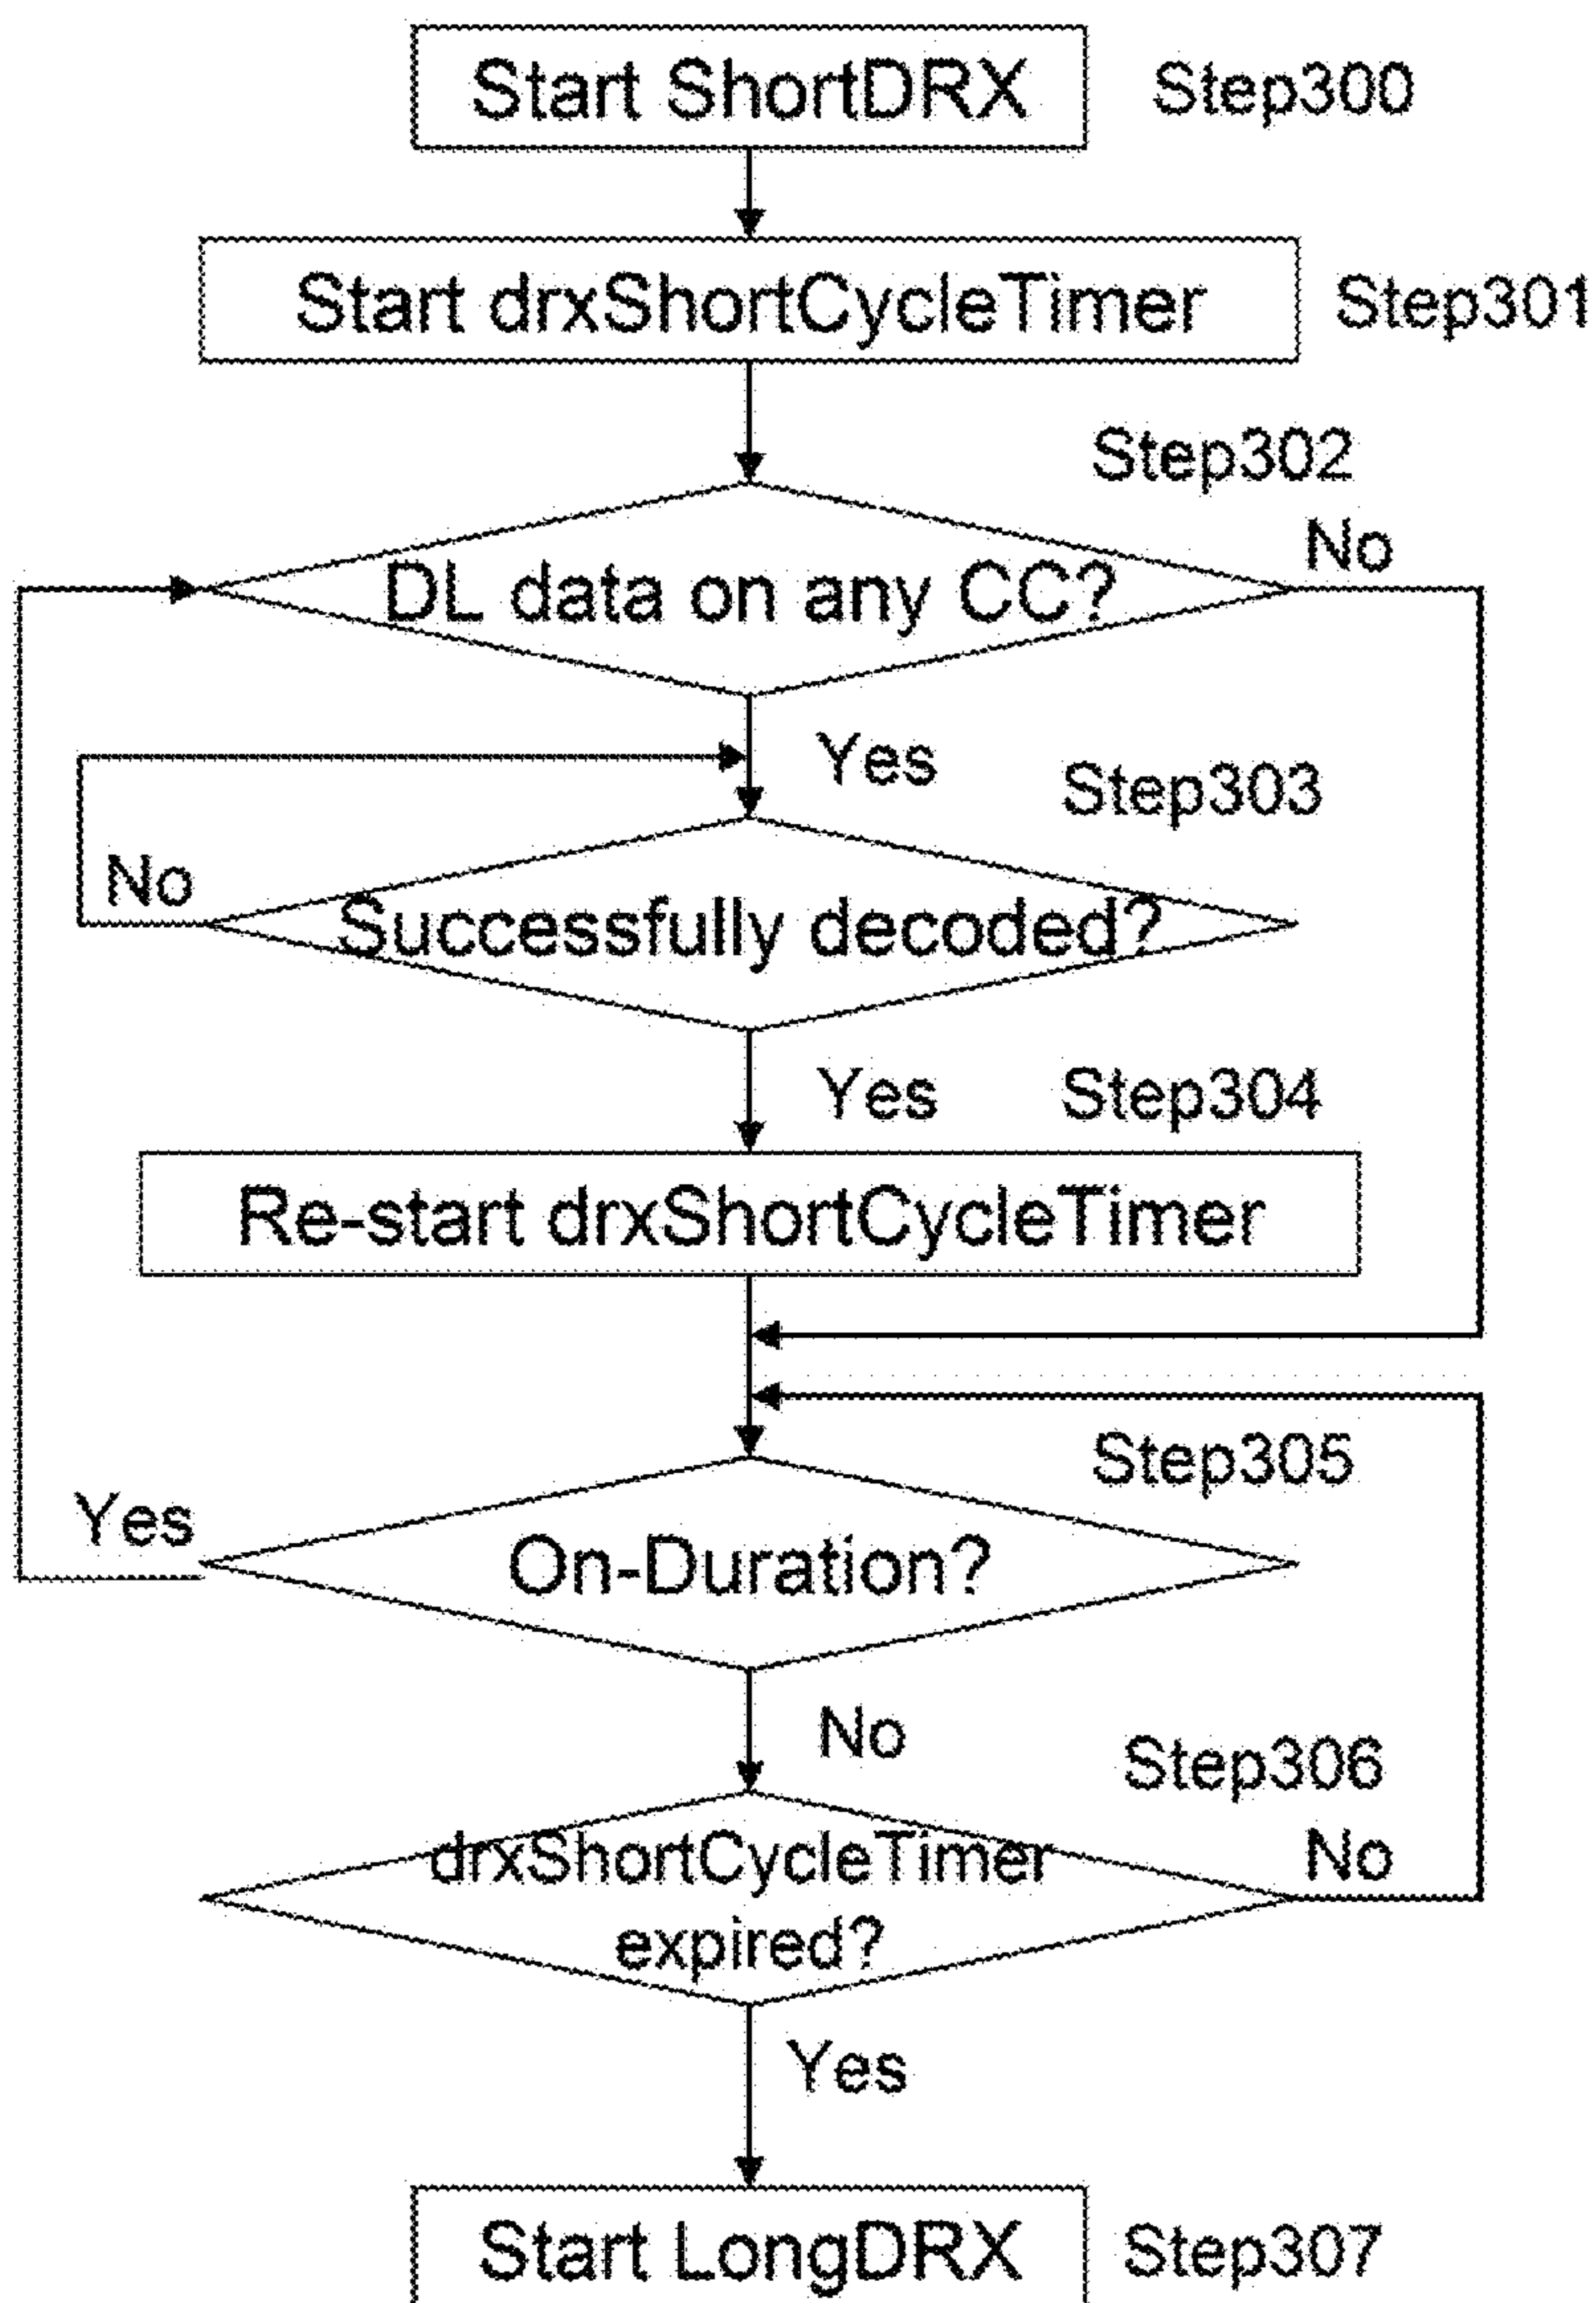 Start ShortDRX Step300
Start drxShortCycleTimer Step301
Step302
No
DL data on any CC?
Yes
Step303
No
Successfully decoded?
Yes Step304
Re-start drxShortCycleTimer
Step305
Yes
On-Duration?
No
Step306
drxShortCycleTimer No
expired?
Yes
Start LongDRX Step307